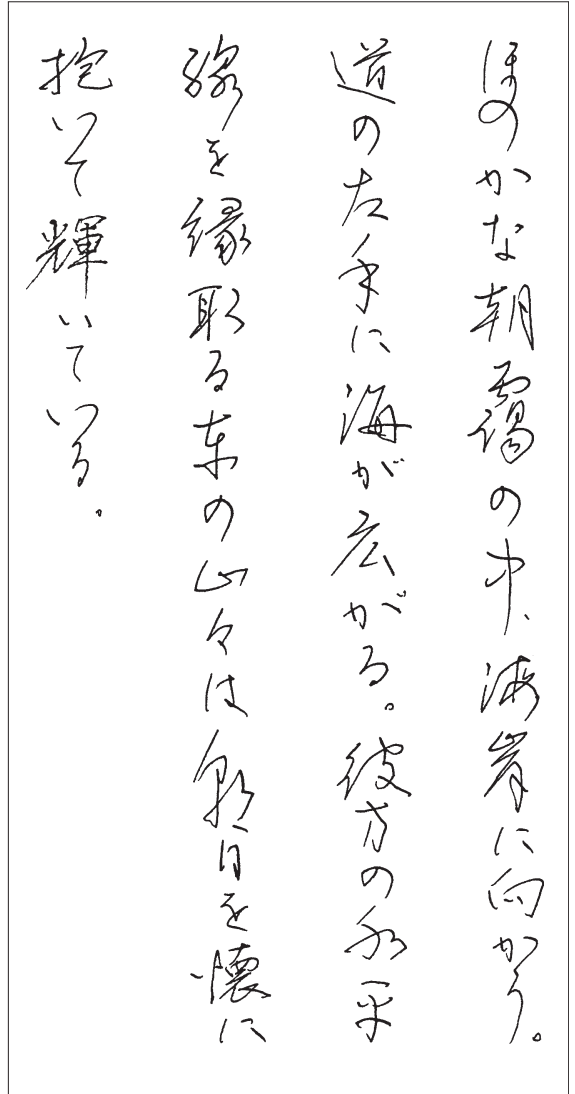 ほのかな朝靄の中、海岸に向かう。
道の左手に海が広がる。彼方の水平
線を縁取る東の山々は朝日を懐に
抱いて輝いている。